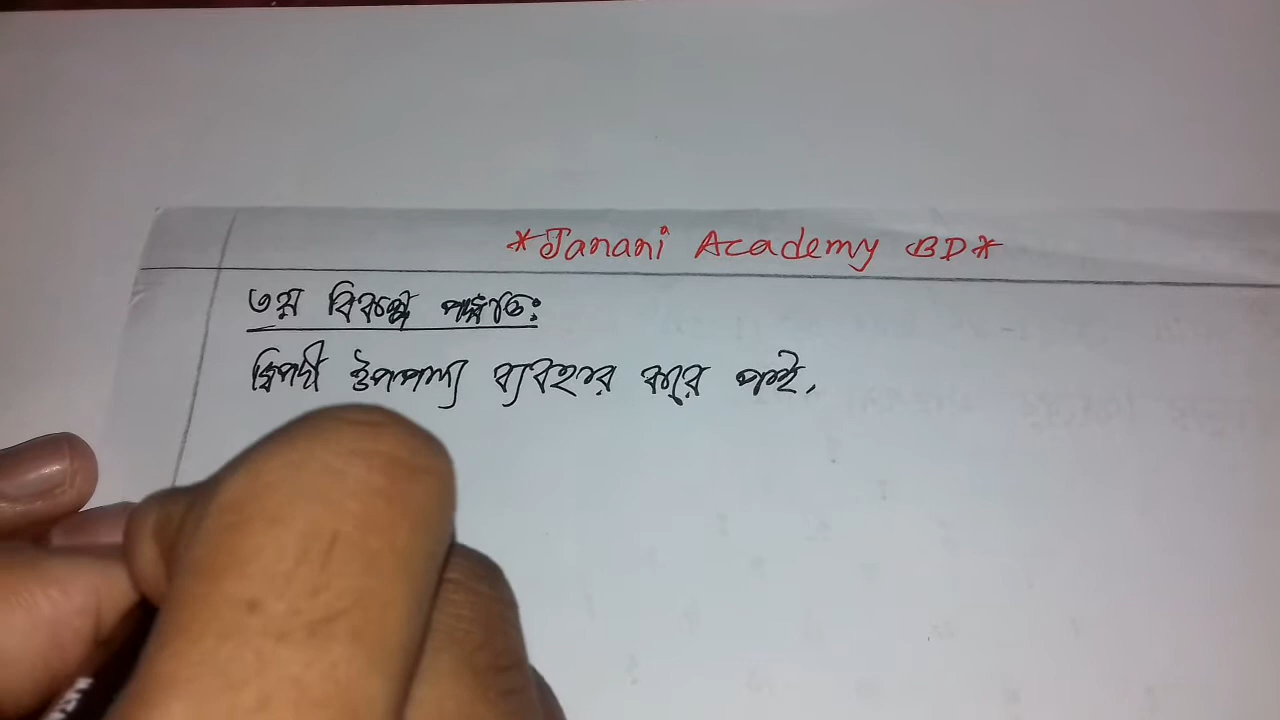 *Janani Academy BD*
৩য় বিকল্প পদ্ধতি:
দ্বিপদী উপপাদ্য ব্যবহার করে পাই,